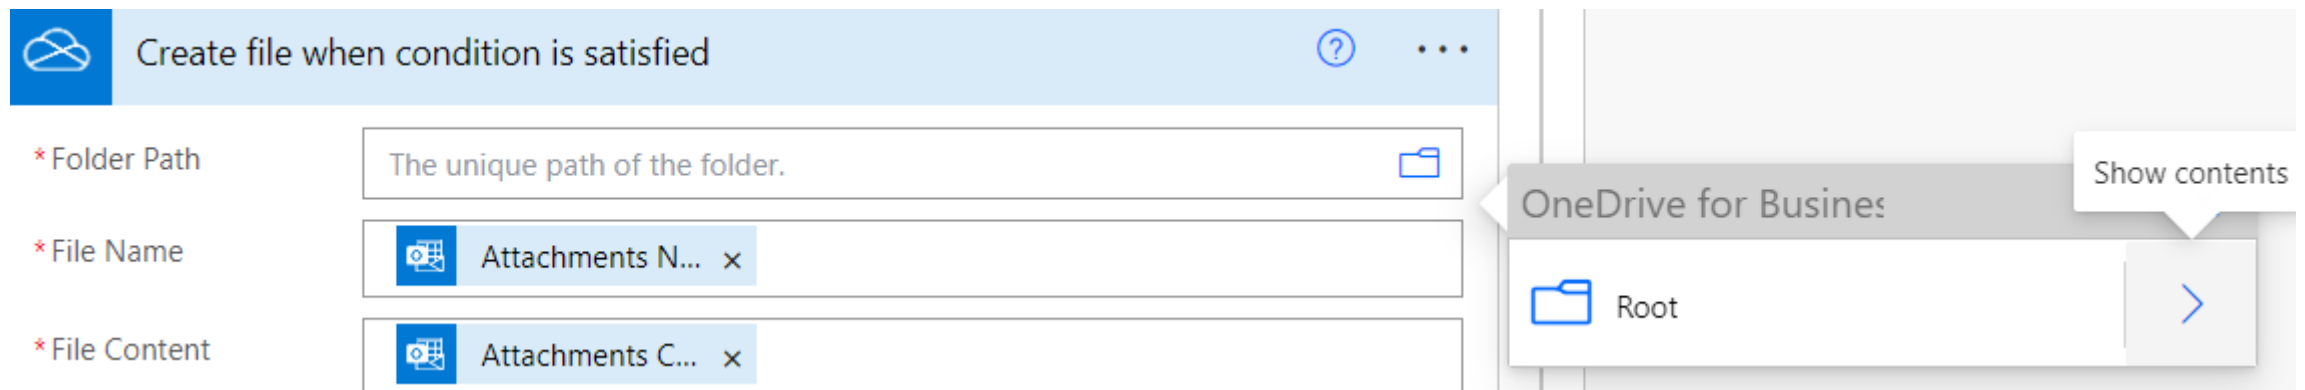 Create file when condition is satisfied
* Folder Path
The unique path of the folder.
* File Name
Attachments N... ×
* File Content
Attachments C... ×
Show contents
OneDrive for Busines
Root